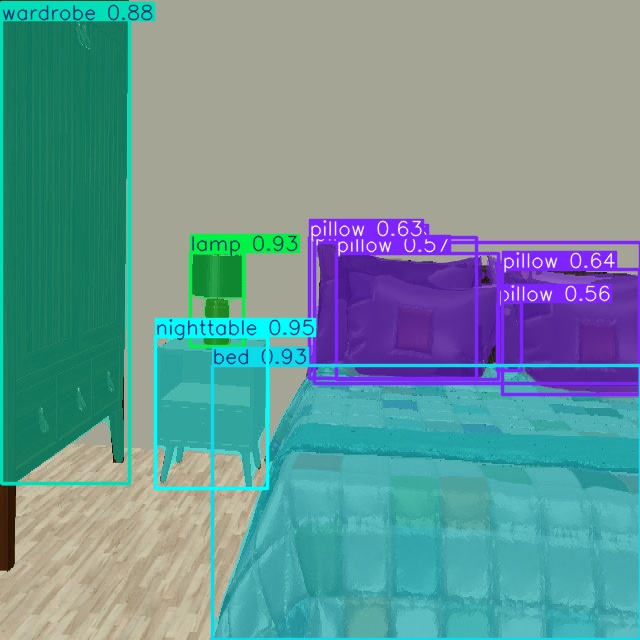 wardrobe 0.88
pillow 0.63
lamp 0.93
pillow 0.57
pillow 0.64
pillow 0.56
nighttable 0.95
bed 0.93